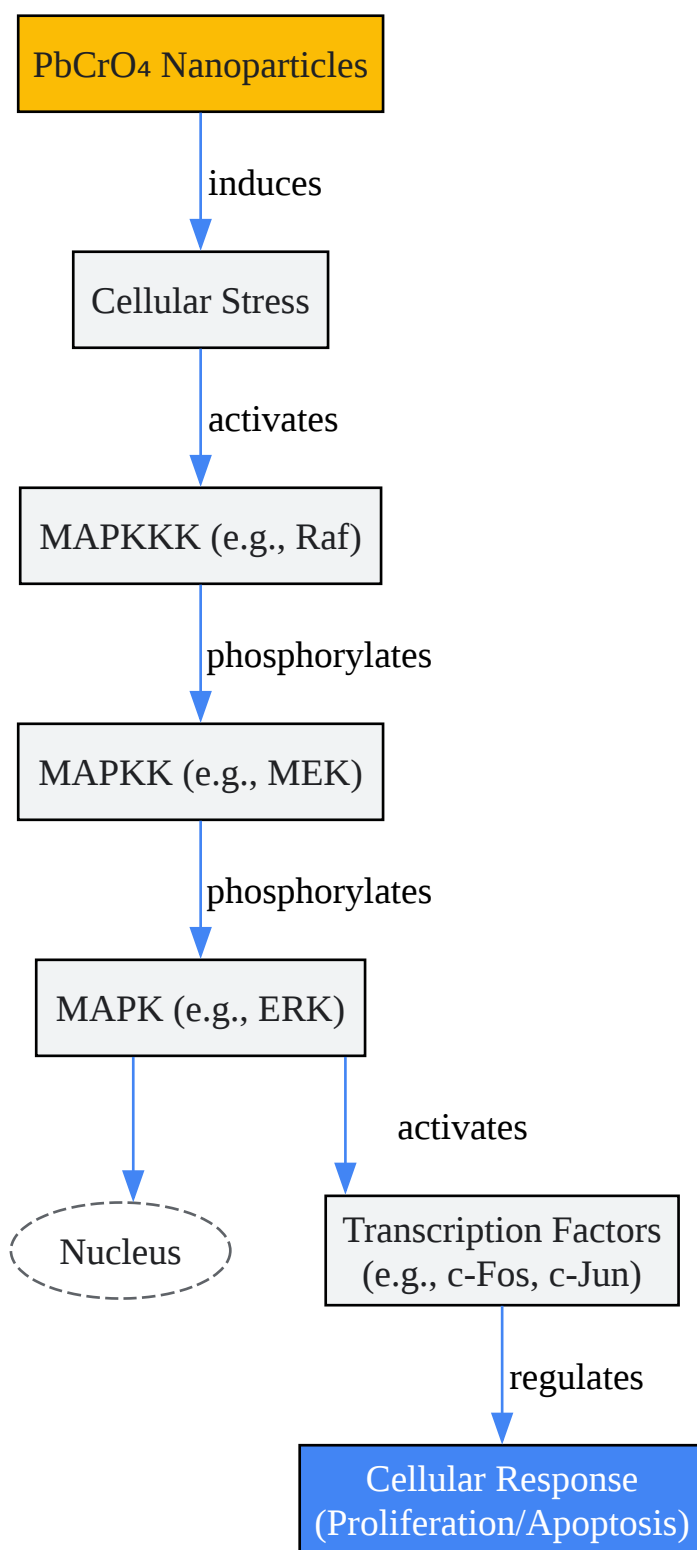 PbCrO₄ Nanoparticles
induces
Cellular Stress
activates
MAPKKK (e.g., Raf)
phosphorylates
MAPKK (e.g., MEK)
phosphorylates
MAPK (e.g., ERK)
activates
Nucleus
Transcription Factors
(e.g., c-Fos, c-Jun)
regulates
Cellular Response
(Proliferation/Apoptosis)